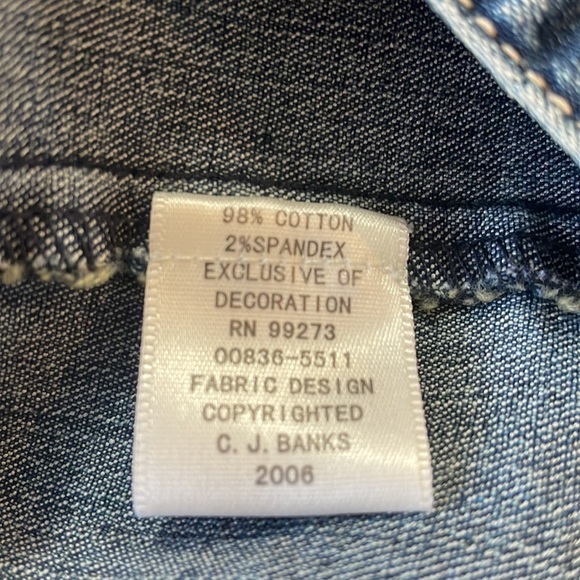 98% COTTON
2%SPANDEX
EXCLUSIVE OF
DECORATION
RN 99273
00836-5511
FABRIC DESIGN
COPYRIGHTED
C. J. BANKS
2006